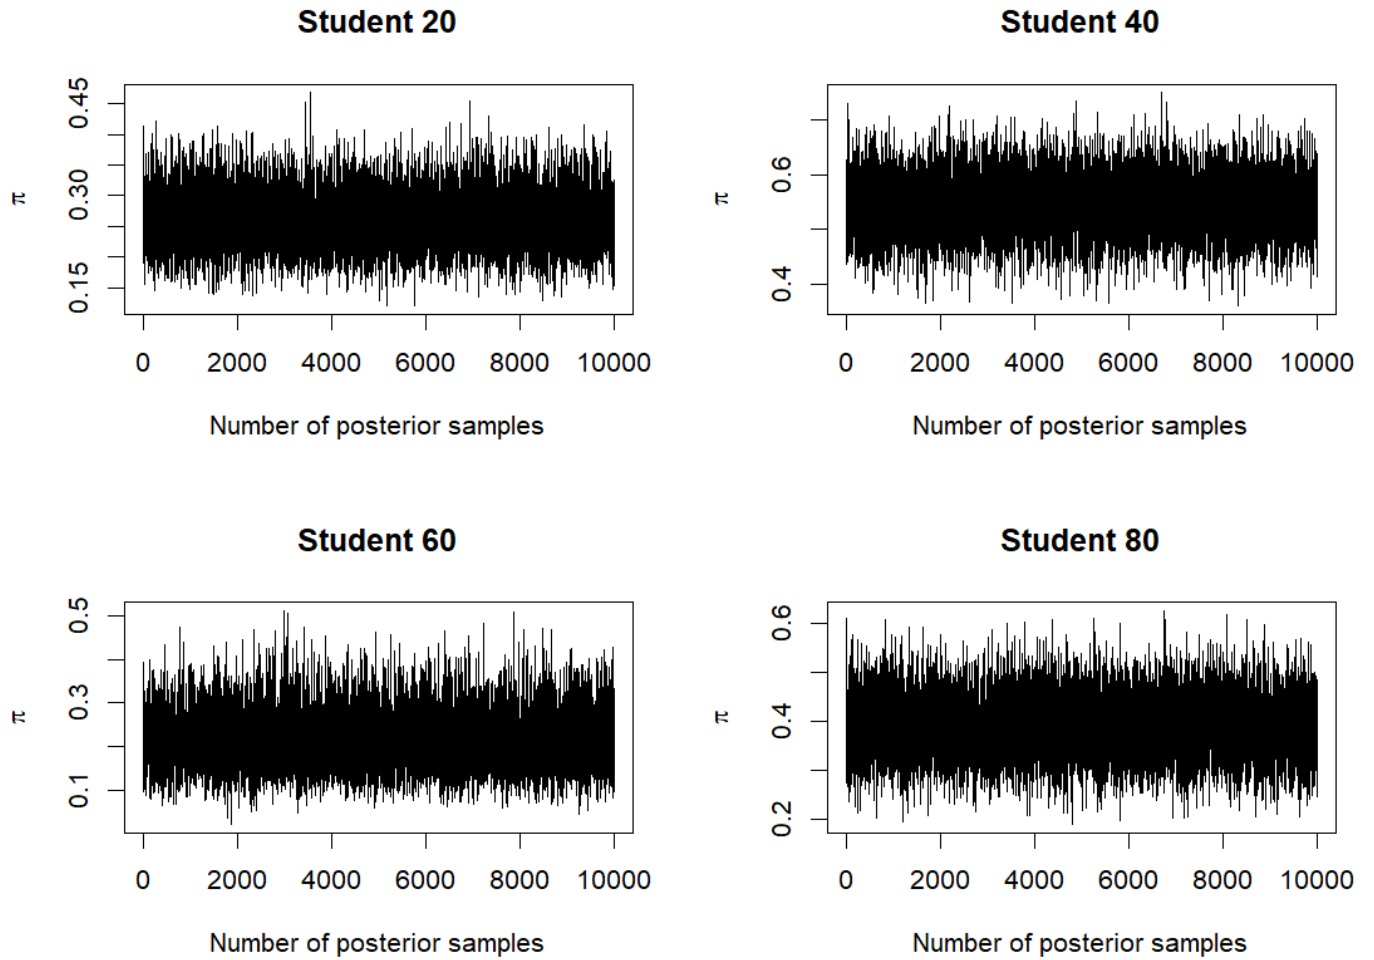 Student 20
Student 40
π
0.15 0.30 0.45
0 2000 4000 6000 8000 10000
Number of posterior samples
π
0.4 0.6
0 2000 4000 6000 8000 10000
Number of posterior samples
Student 60
Student 80
π
0.1 0.3 0.5
0 2000 4000 6000 8000 10000
Number of posterior samples
π
0.2 0.4 0.6
0 2000 4000 6000 8000 10000
Number of posterior samples